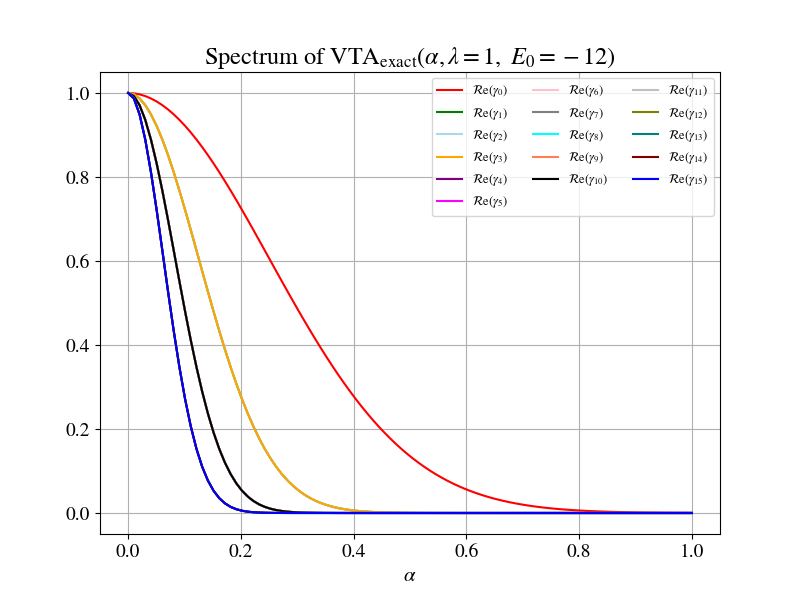 Spectrum of VTA_exact(α, λ = 1, E_0 = −12)
ℛe(γ_0)
ℛe(γ_1)
ℛe(γ_2)
ℛe(γ_3)
ℛe(γ_4)
ℛe(γ_5)
ℛe(γ_6)
ℛe(γ_7)
ℛe(γ_8)
ℛe(γ_9)
ℛe(γ_10)
ℛe(γ_11)
ℛe(γ_12)
ℛe(γ_13)
ℛe(γ_14)
ℛe(γ_15)
1.0
0.8
0.6
0.4
0.2
0.0
0.0 0.2 0.4 0.6 0.8 1.0
α